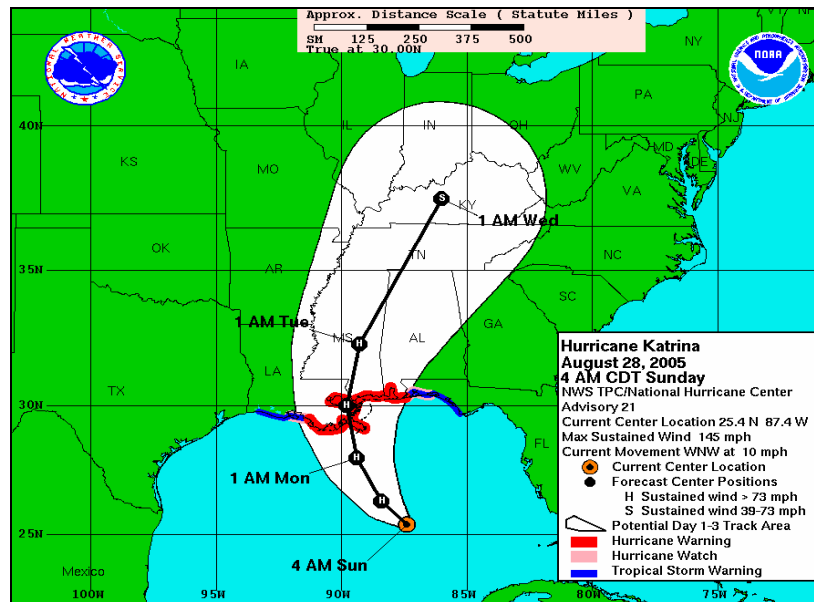 Approx. Distance Scale ( Statute Miles )
SM 125 250 375 500
True at 30.00N
NATIONAL WEATHER SERVICE
NOAA
NY
IA
PA
40N
IL
IN
OH
NJ
MD
DE
KS
MO
WV
VA
S
KY
1 AM Wed
OK
TN
NC
35N
AR
SC
1 AM Tue
H
MS
AL
GA
LA
TX
30N
H
FL
1 AM Mon
H
H
25N
4 AM Sun
Mexico
100W
95W
90W
85W
80W
75W
Hurricane Katrina
August 28, 2005
4 AM CDT Sunday
NWS TPC/National Hurricane Center
Advisory 21
Current Center Location 25.4 N 87.4 W
Max Sustained Wind 145 mph
Current Movement WNW at 10 mph
Current Center Location
Forecast Center Positions
H Sustained wind > 73 mph
S Sustained wind 39-73 mph
Potential Day 1-3 Track Area
Hurricane Warning
Hurricane Watch
Tropical Storm Warning